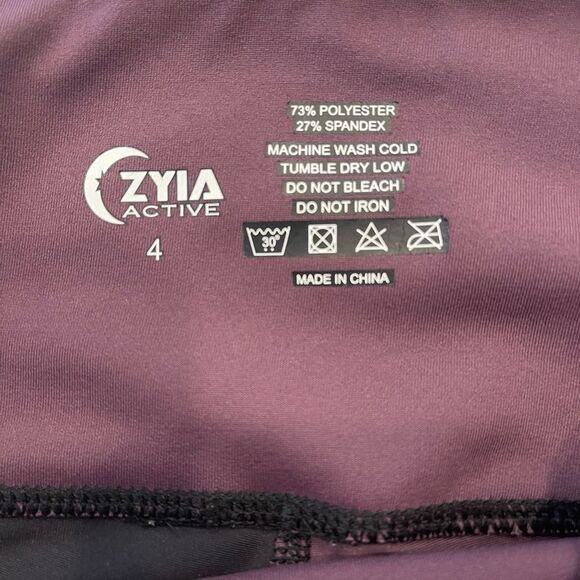 ZYIA
ACTIVE
4
73% POLYESTER
27% SPANDEX
MACHINE WASH COLD
TUMBLE DRY LOW
DO NOT BLEACH
DO NOT IRON
30°
MADE IN CHINA